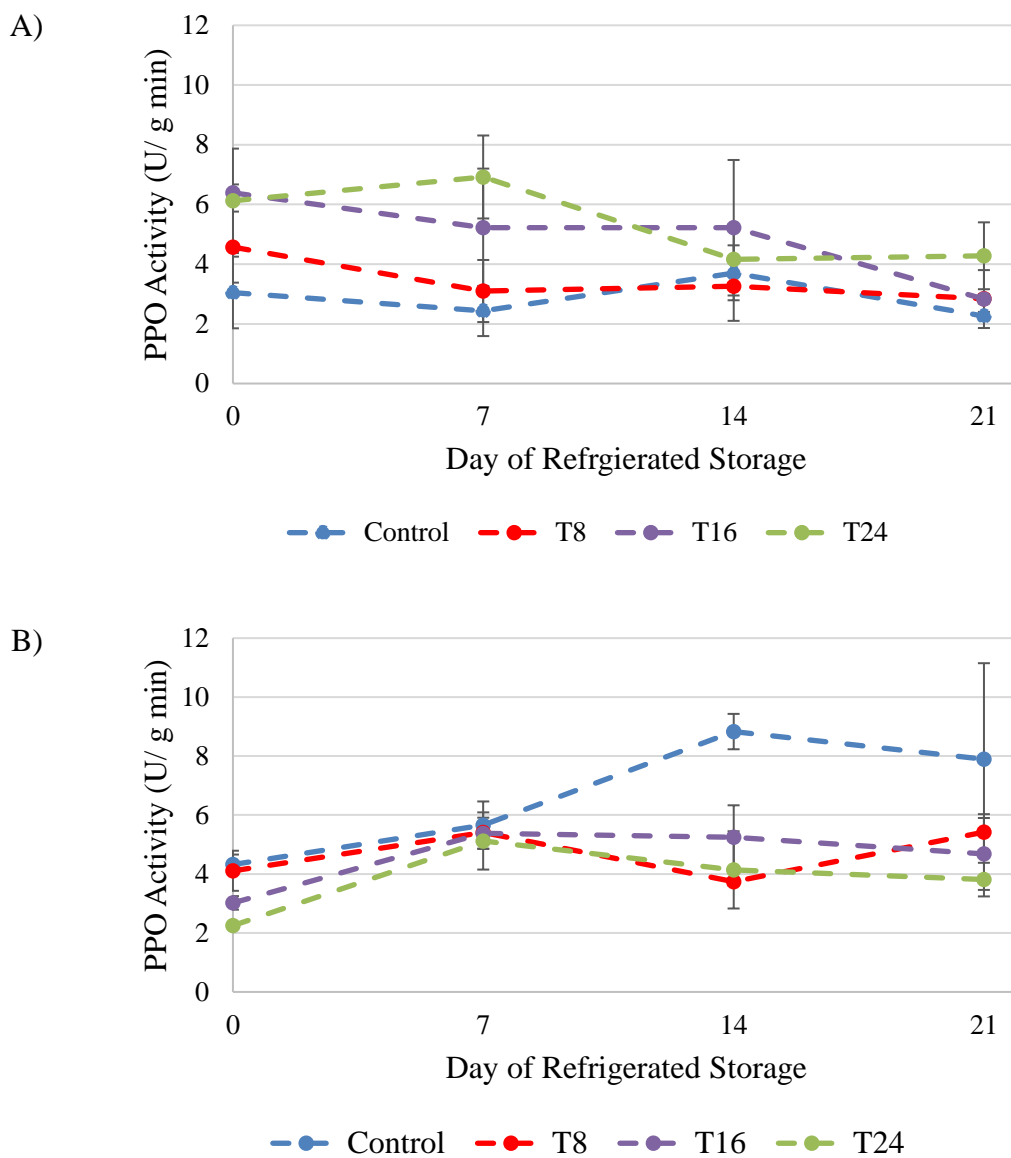 A)
PPO Activity (U/ g min)
12
10
8
6
4
2
0
0 7 14 21
Day of Refrgierated Storage
Control T8 T16 T24
B)
PPO Activity (U/ g min)
12
10
8
6
4
2
0
0 7 14 21
Day of Refrigerated Storage
Control T8 T16 T24